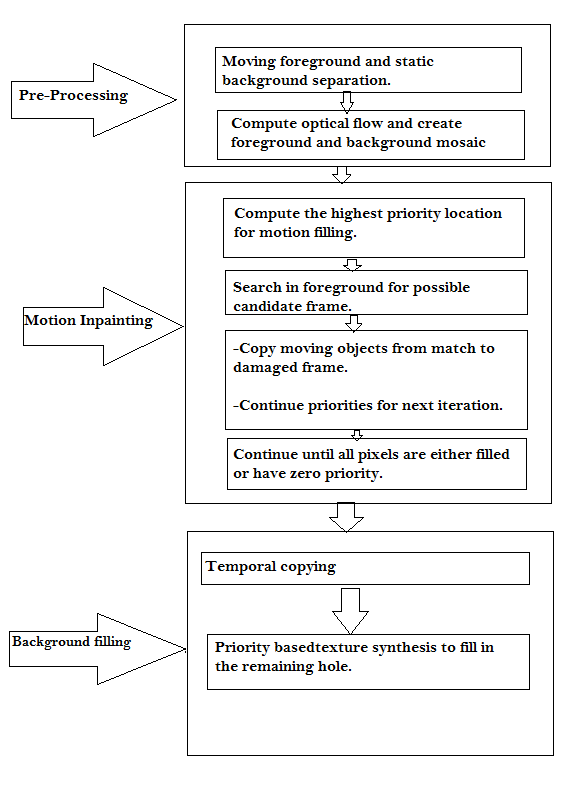 Moving foreground and static
background separation.
Pre-Processing
Compute optical flow and create
foreground and background mosaic
Compute the highest priority location
for motion filling.
Search in foreground for possible
candidate frame.
Motion Inpainting
-Copy moving objects from match to
damaged frame.
-Continue priorities for next iteration.
Continue until all pixels are either filled
or have zero priority.
Temporal copying
Background filling
Priority basedtexture synthesis to fill in
the remaining hole.